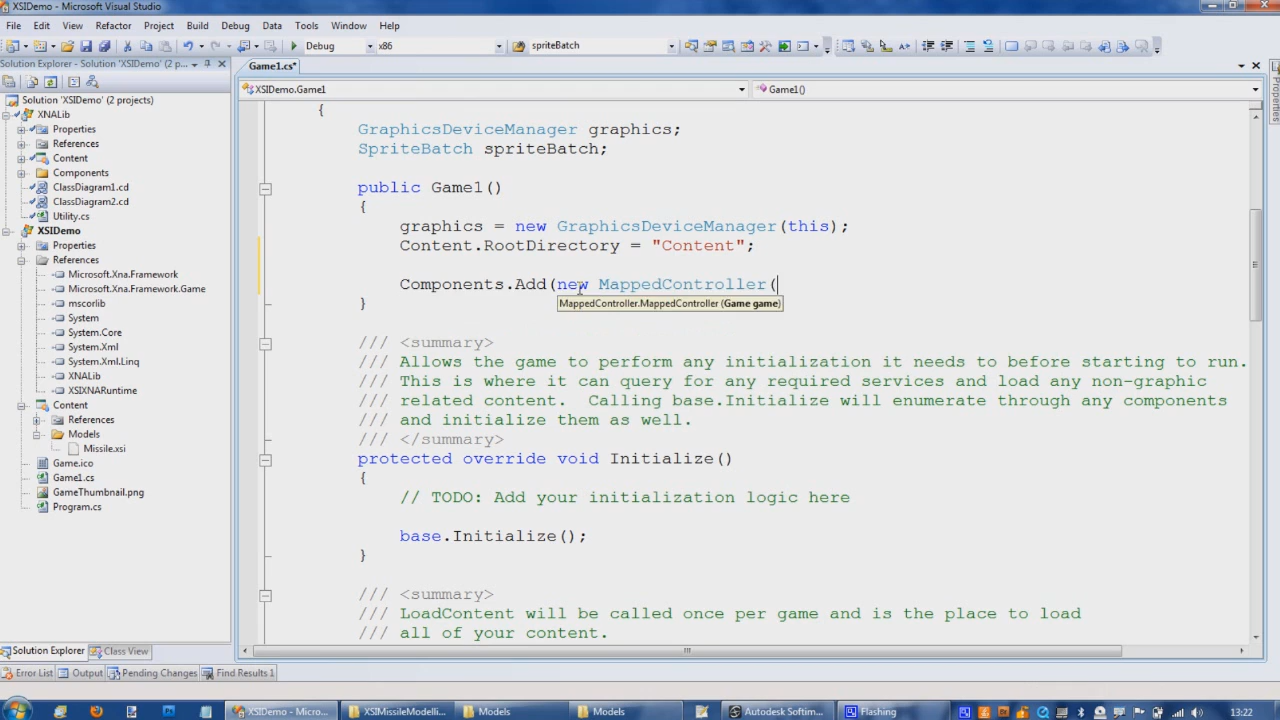 XSIDemo - Microsoft Visual Studio
File Edit View Refactor Project Build Debug Data Tools Window Help
Debug x86 spriteBatch
Solution Explorer - Solution 'XSIDemo' (2 p...
Game1.cs*
XSIDemo.Game1 Game1()
Properties
Solution 'XSIDemo' (2 projects)
XNALib
Properties
References
Content
Components
ClassDiagram1.cd
ClassDiagram2.cd
Utility.cs
XSIDemo
Properties
References
Microsoft.Xna.Framework
Microsoft.Xna.Framework.Game
mscorlib
System
System.Core
System.Xml
System.Xml.Linq
XNALib
XSIXNARuntime
Content
References
Models
Missile.xsi
Game.ico
Game1.cs
GameThumbnail.png
Program.cs
{
GraphicsDeviceManager graphics;
SpriteBatch spriteBatch;
public Game1()
{
graphics = new GraphicsDeviceManager(this);
Content.RootDirectory = "Content";
Components.Add(new MappedController(
MappedController.MappedController (Game game)
}
/// <summary>
/// Allows the game to perform any initialization it needs to before starting to run.
/// This is where it can query for any required services and load any non-graphic
/// related content.  Calling base.Initialize will enumerate through any components
/// and initialize them as well.
/// </summary>
protected override void Initialize()
{
// TODO: Add your initialization logic here
base.Initialize();
}
/// <summary>
/// LoadContent will be called once per game and is the place to load
/// all of your content.
Solution Explorer Class View
Error List Output Pending Changes Find Results 1
XSIDemo - Micro... XSIMissileModelli... Models Models Autodesk Softim... Flashing 13:22